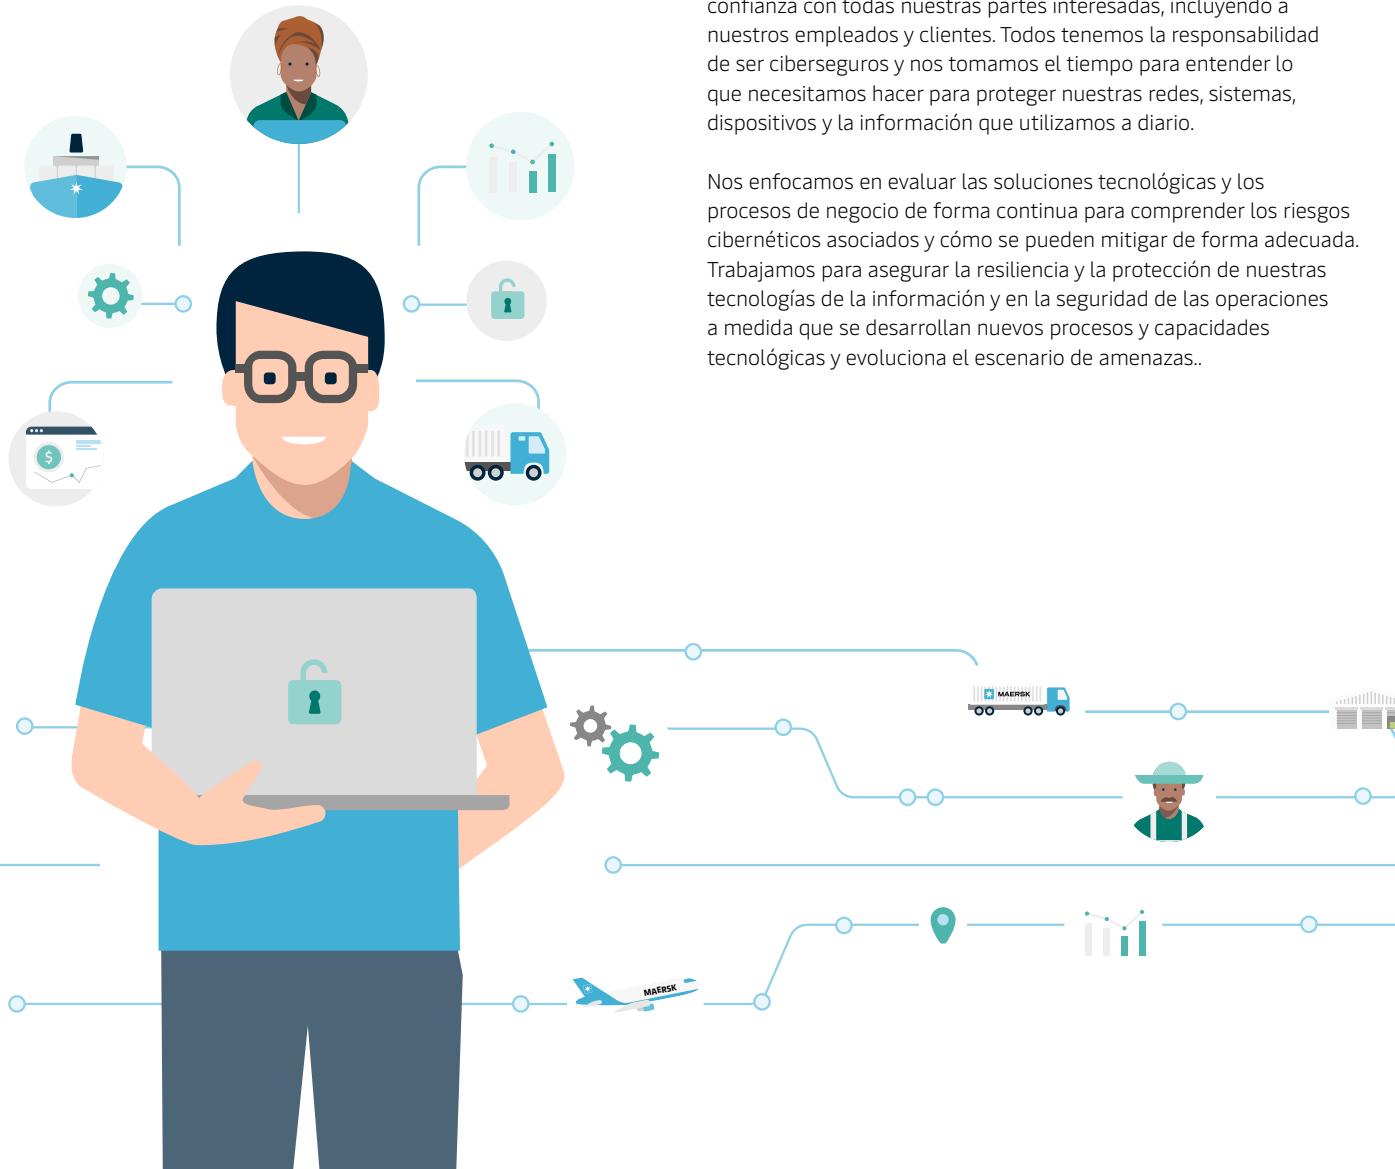 confianza con todas nuestras partes interesadas, incluyendo a
nuestros empleados y clientes. Todos tenemos la responsabilidad
de ser ciberseguros y nos tomamos el tiempo para entender lo
que necesitamos hacer para proteger nuestras redes, sistemas,
dispositivos y la información que utilizamos a diario.
Nos enfocamos en evaluar las soluciones tecnológicas y los
procesos de negocio de forma continua para comprender los riesgos
cibernéticos asociados y cómo se pueden mitigar de forma adecuada.
Trabajamos para asegurar la resiliencia y la protección de nuestras
tecnologías de la información y en la seguridad de las operaciones
a medida que se desarrollan nuevos procesos y capacidades
tecnológicas y evoluciona el escenario de amenazas..
$
MAERSK
MAERSK